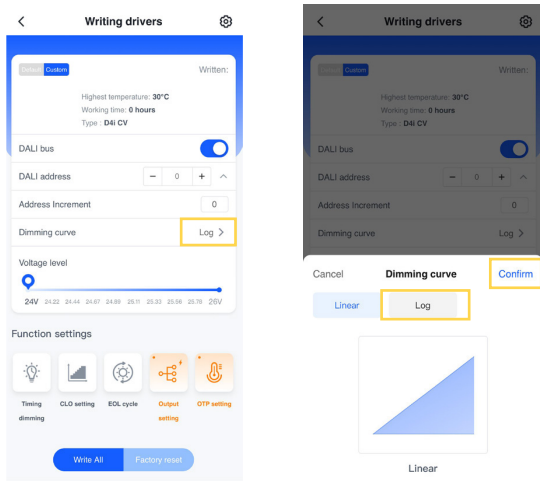 Writing drivers
Default Custom
Written:
Highest temperature: 30°C
Working time: 0 hours
Type : D4i CV
DALI bus
DALI address
− 0 +
Address Increment
0
Dimming curve
Log >
Voltage level
24V 24.22 24.44 24.67 24.89 25.11 25.33 25.56 25.78 26V
Function settings
Timing dimming
CLO setting
EOL cycle
Output setting
OTP setting
Write All
Factory reset
Writing drivers
Default Custom
Written:
Highest temperature: 30°C
Working time: 0 hours
Type : D4i CV
DALI bus
DALI address
− 0 +
Address Increment
0
Dimming curve
Log >
Cancel
Dimming curve
Confirm
Linear
Log
Linear